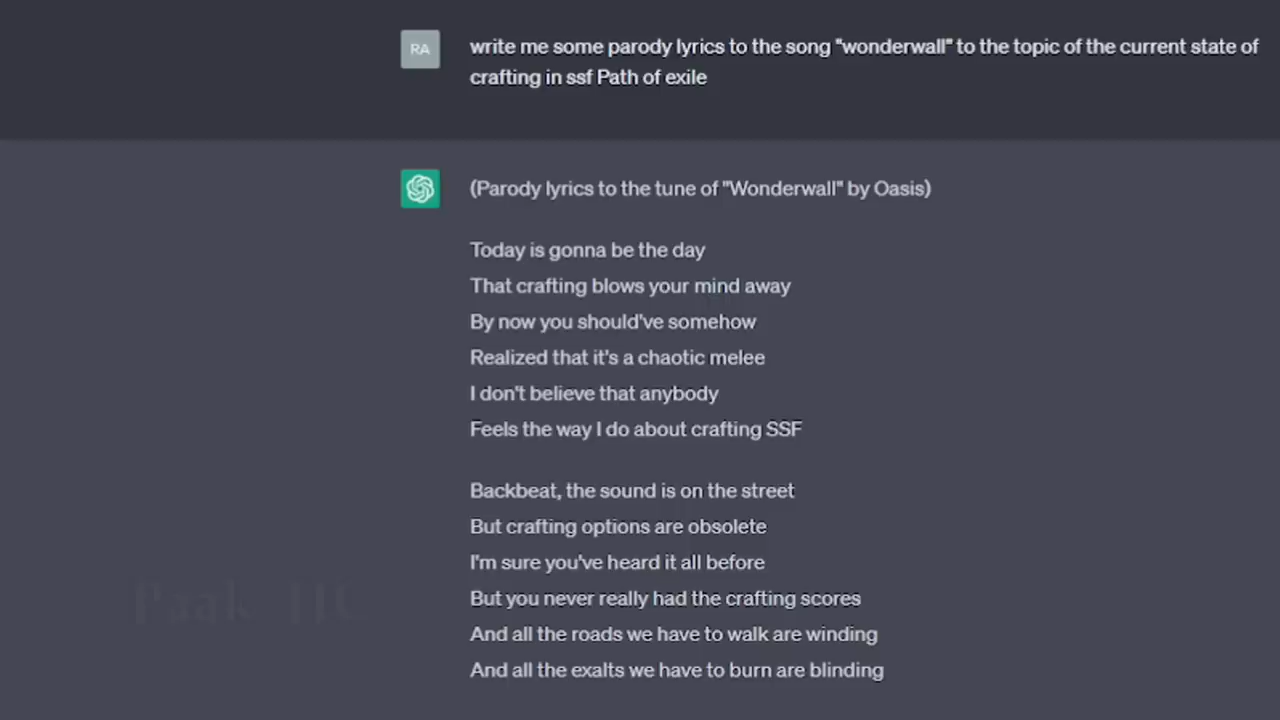 RA
write me some parody lyrics to the song "wonderwall" to the topic of the current state of
crafting in ssf Path of exile
(Parody lyrics to the tune of "Wonderwall" by Oasis)
Today is gonna be the day
That crafting blows your mind away
By now you should've somehow
Realized that it's a chaotic melee
I don't believe that anybody
Feels the way I do about crafting SSF
Backbeat, the sound is on the street
But crafting options are obsolete
I'm sure you've heard it all before
But you never really had the crafting scores
And all the roads we have to walk are winding
And all the exalts we have to burn are blinding